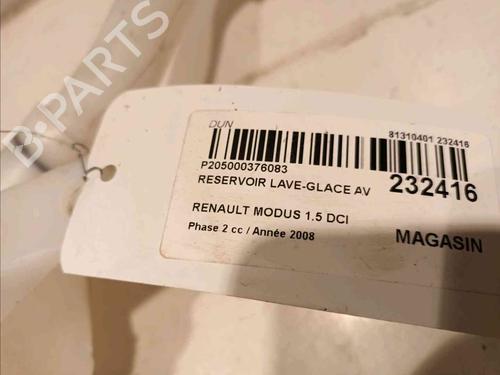 B-PARTS
DUN
81310401 232416
P205000376083
RESERVOIR LAVE-GLACE AV
232416
RENAULT MODUS 1.5 DCI
Phase 2 cc / Année 2008
MAGASIN